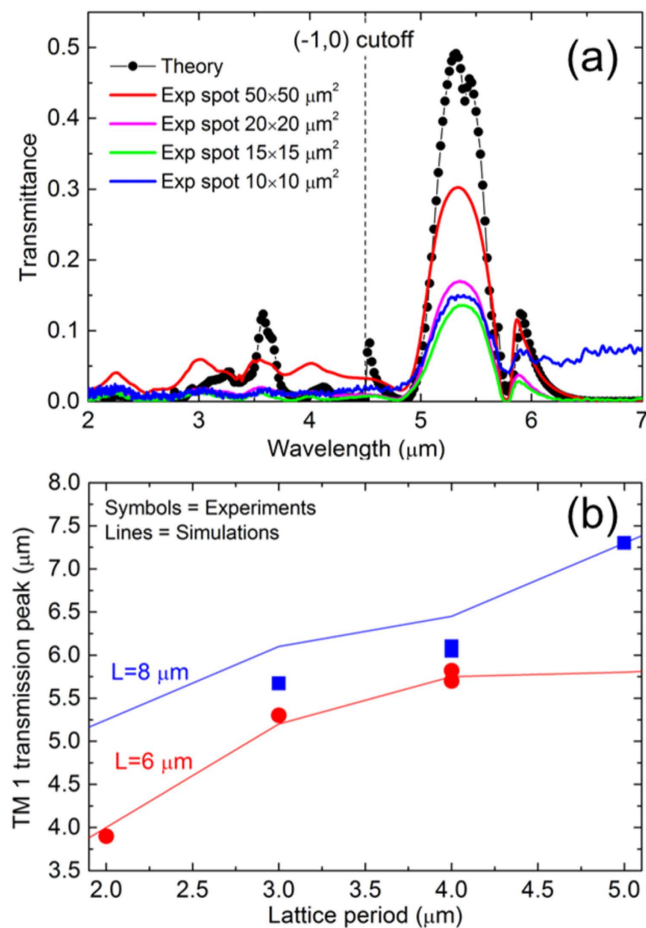 (a)
(-1,0) cutoff
Theory
Exp spot 50×50 μm²
Exp spot 20×20 μm²
Exp spot 15×15 μm²
Exp spot 10×10 μm²
Transmittance
0.5
0.4
0.3
0.2
0.1
0.0
2 3 4 5 6 7
Wavelength (μm)
(b)
Symbols = Experiments
Lines = Simulations
L=8 μm
L=6 μm
TM 1 transmission peak (μm)
8.0
7.5
7.0
6.5
6.0
5.5
5.0
4.5
4.0
3.5
2.0 2.5 3.0 3.5 4.0 4.5 5.0
Lattice period (μm)